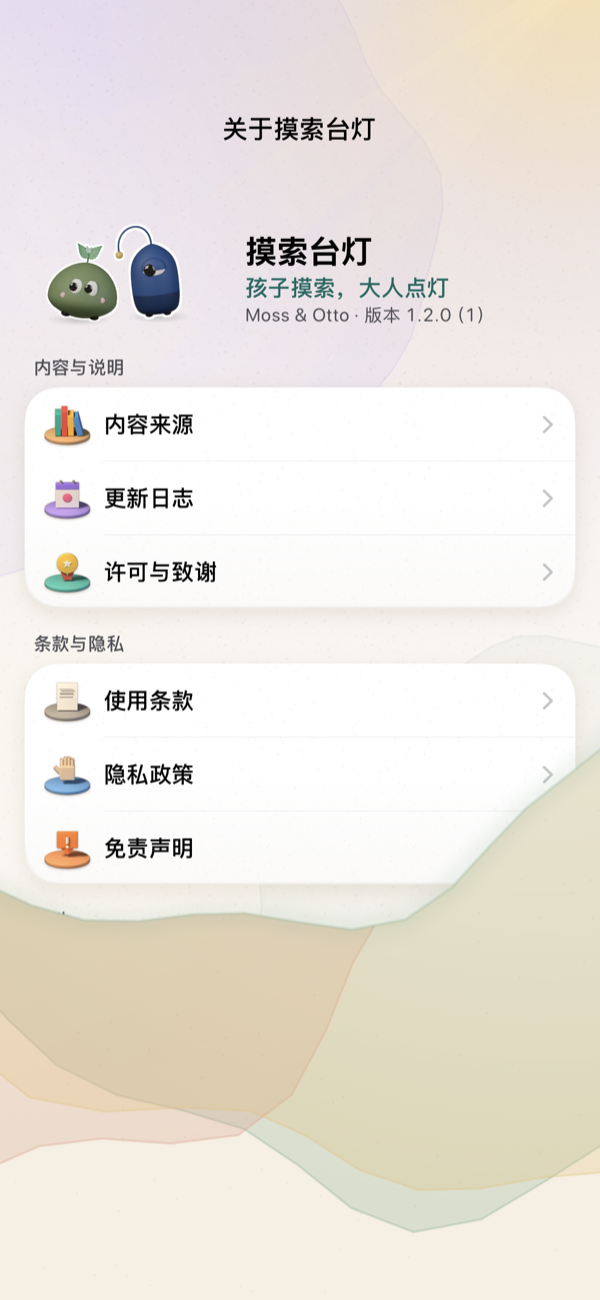 关于摸索台灯
摸索台灯
孩子摸索，大人点灯
Moss & Otto · 版本 1.2.0 (1)
内容与说明
内容来源
更新日志
许可与致谢
条款与隐私
使用条款
隐私政策
免责声明